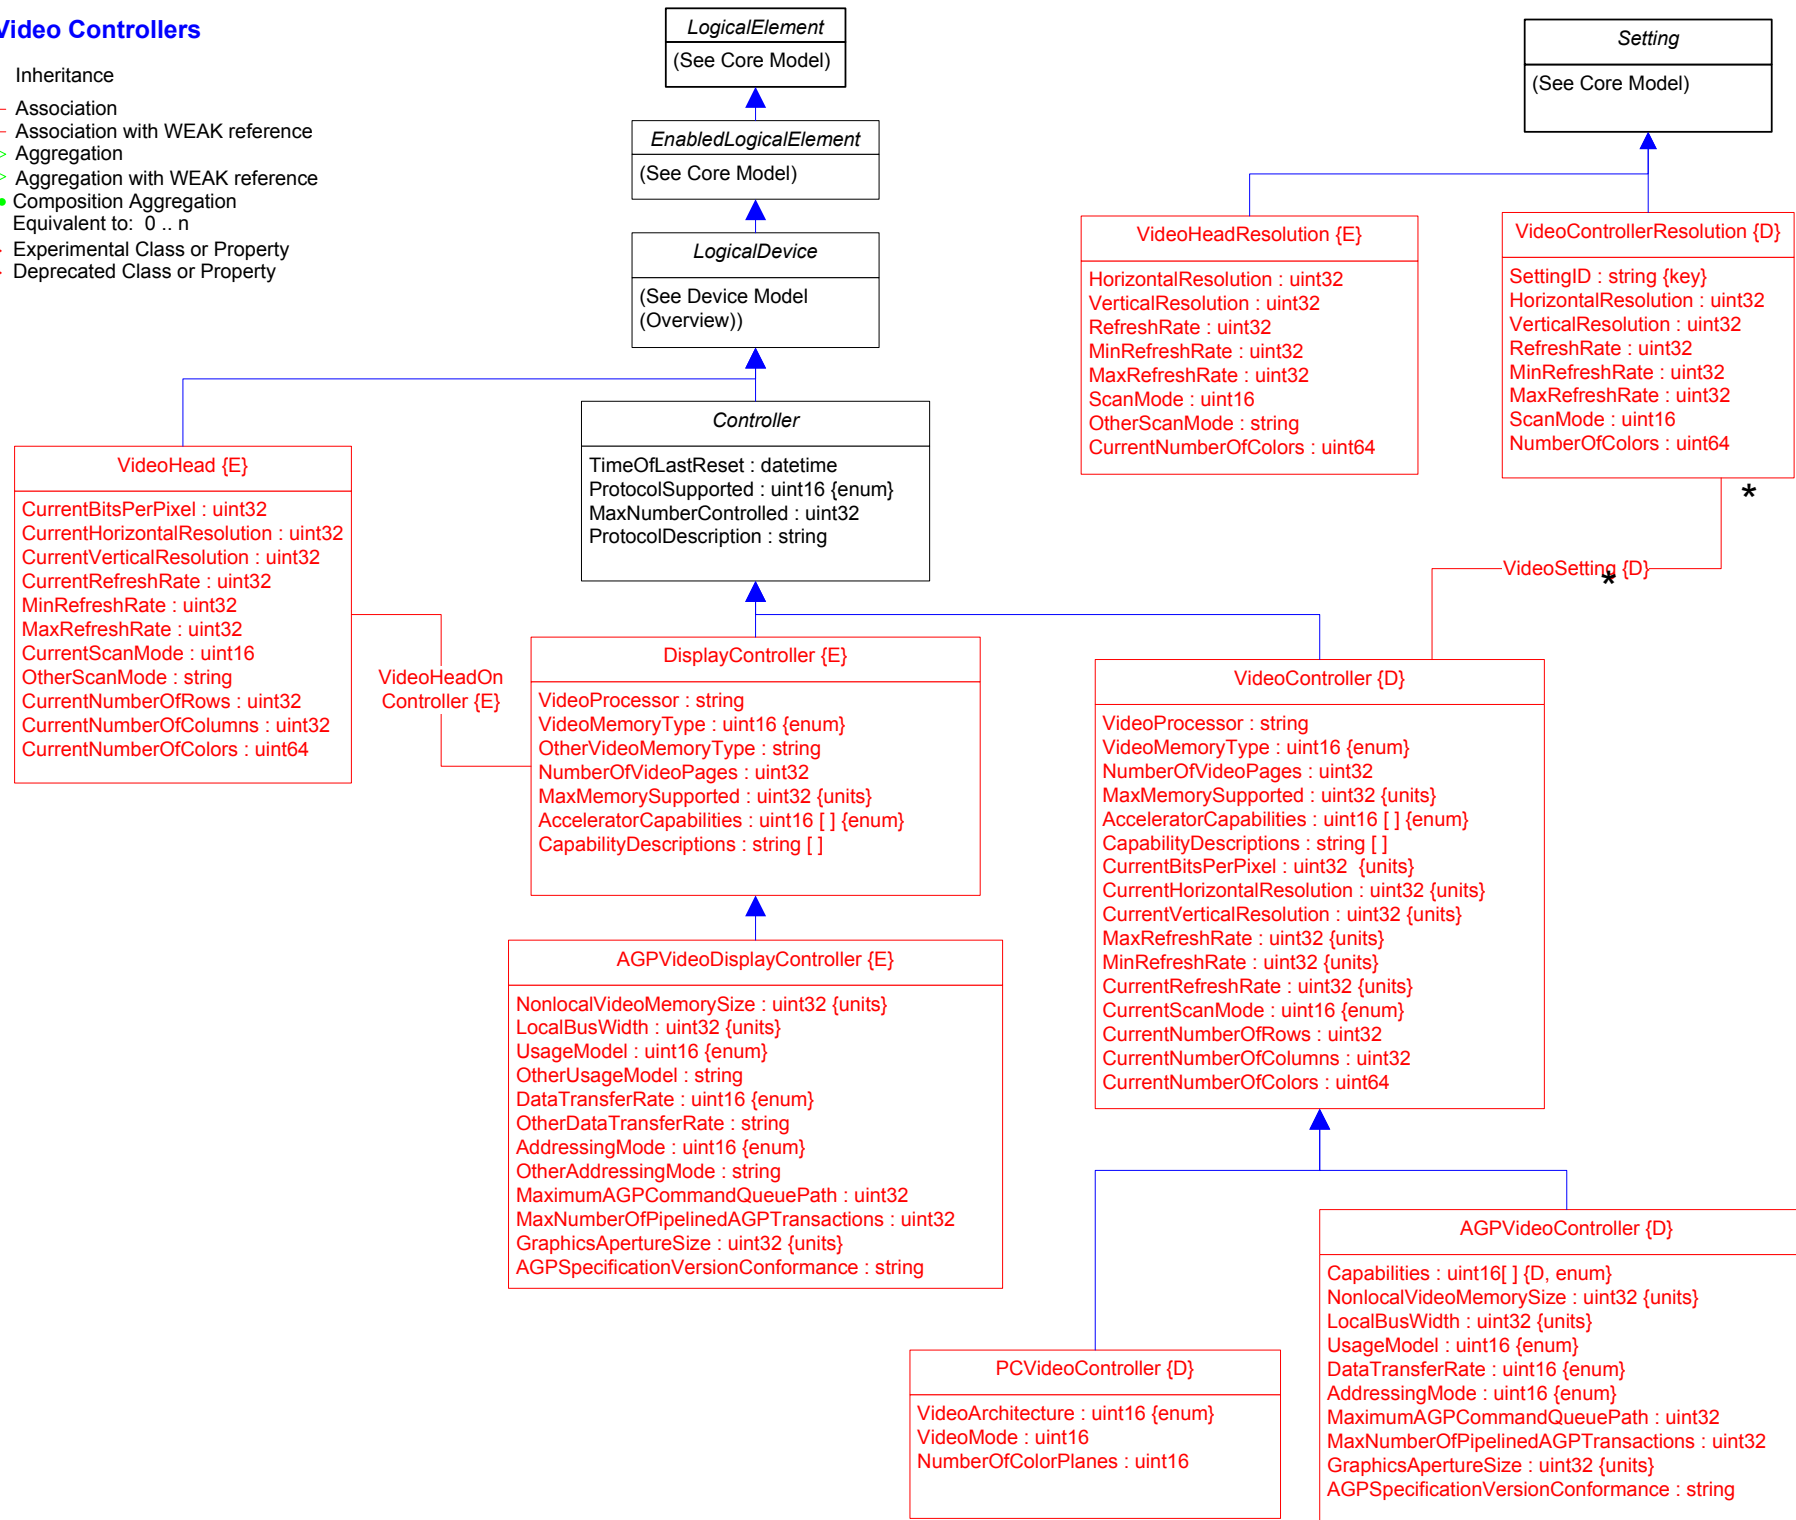 Video Controllers
Inheritance
Association
Association with WEAK reference
Aggregation
Aggregation with WEAK reference
Composition Aggregation
Equivalent to:  0 .. n
Experimental Class or Property
Deprecated Class or Property
LogicalElement
(See Core Model)
EnabledLogicalElement
(See Core Model)
LogicalDevice
(See Device Model
(Overview))
Setting
(See Core Model)
VideoHeadResolution {E}
HorizontalResolution : uint32
VerticalResolution : uint32
RefreshRate : uint32
MinRefreshRate : uint32
MaxRefreshRate : uint32
ScanMode : uint16
OtherScanMode : string
CurrentNumberOfColors : uint64
VideoControllerResolution {D}
SettingID : string {key}
HorizontalResolution : uint32
VerticalResolution : uint32
RefreshRate : uint32
MinRefreshRate : uint32
MaxRefreshRate : uint32
ScanMode : uint16
NumberOfColors : uint64
*
VideoSetting {D}
*
Controller
TimeOfLastReset : datetime
ProtocolSupported : uint16 {enum}
MaxNumberControlled : uint32
ProtocolDescription : string
VideoHead {E}
CurrentBitsPerPixel : uint32
CurrentHorizontalResolution : uint32
CurrentVerticalResolution : uint32
CurrentRefreshRate : uint32
MinRefreshRate : uint32
MaxRefreshRate : uint32
CurrentScanMode : uint16
OtherScanMode : string
CurrentNumberOfRows : uint32
CurrentNumberOfColumns : uint32
CurrentNumberOfColors : uint64
VideoHeadOn
Controller {E}
DisplayController {E}
VideoProcessor : string
VideoMemoryType : uint16 {enum}
OtherVideoMemoryType : string
NumberOfVideoPages : uint32
MaxMemorySupported : uint32 {units}
AcceleratorCapabilities : uint16 [ ] {enum}
CapabilityDescriptions : string [ ]
VideoController {D}
VideoProcessor : string
VideoMemoryType : uint16 {enum}
NumberOfVideoPages : uint32
MaxMemorySupported : uint32 {units}
AcceleratorCapabilities : uint16 [ ] {enum}
CapabilityDescriptions : string [ ]
CurrentBitsPerPixel : uint32  {units}
CurrentHorizontalResolution : uint32 {units}
CurrentVerticalResolution : uint32 {units}
MaxRefreshRate : uint32 {units}
MinRefreshRate : uint32 {units}
CurrentRefreshRate : uint32 {units}
CurrentScanMode : uint16 {enum}
CurrentNumberOfRows : uint32
CurrentNumberOfColumns : uint32
CurrentNumberOfColors : uint64
AGPVideoDisplayController {E}
NonlocalVideoMemorySize : uint32 {units}
LocalBusWidth : uint32 {units}
UsageModel : uint16 {enum}
OtherUsageModel : string
DataTransferRate : uint16 {enum}
OtherDataTransferRate : string
AddressingMode : uint16 {enum}
OtherAddressingMode : string
MaximumAGPCommandQueuePath : uint32
MaxNumberOfPipelinedAGPTransactions : uint32
GraphicsApertureSize : uint32 {units}
AGPSpecificationVersionConformance : string
PCVideoController {D}
VideoArchitecture : uint16 {enum}
VideoMode : uint16
NumberOfColorPlanes : uint16
AGPVideoController {D}
Capabilities : uint16[ ] {D, enum}
NonlocalVideoMemorySize : uint32 {units}
LocalBusWidth : uint32 {units}
UsageModel : uint16 {enum}
DataTransferRate : uint16 {enum}
AddressingMode : uint16 {enum}
MaximumAGPCommandQueuePath : uint32
MaxNumberOfPipelinedAGPTransactions : uint32
GraphicsApertureSize : uint32 {units}
AGPSpecificationVersionConformance : string